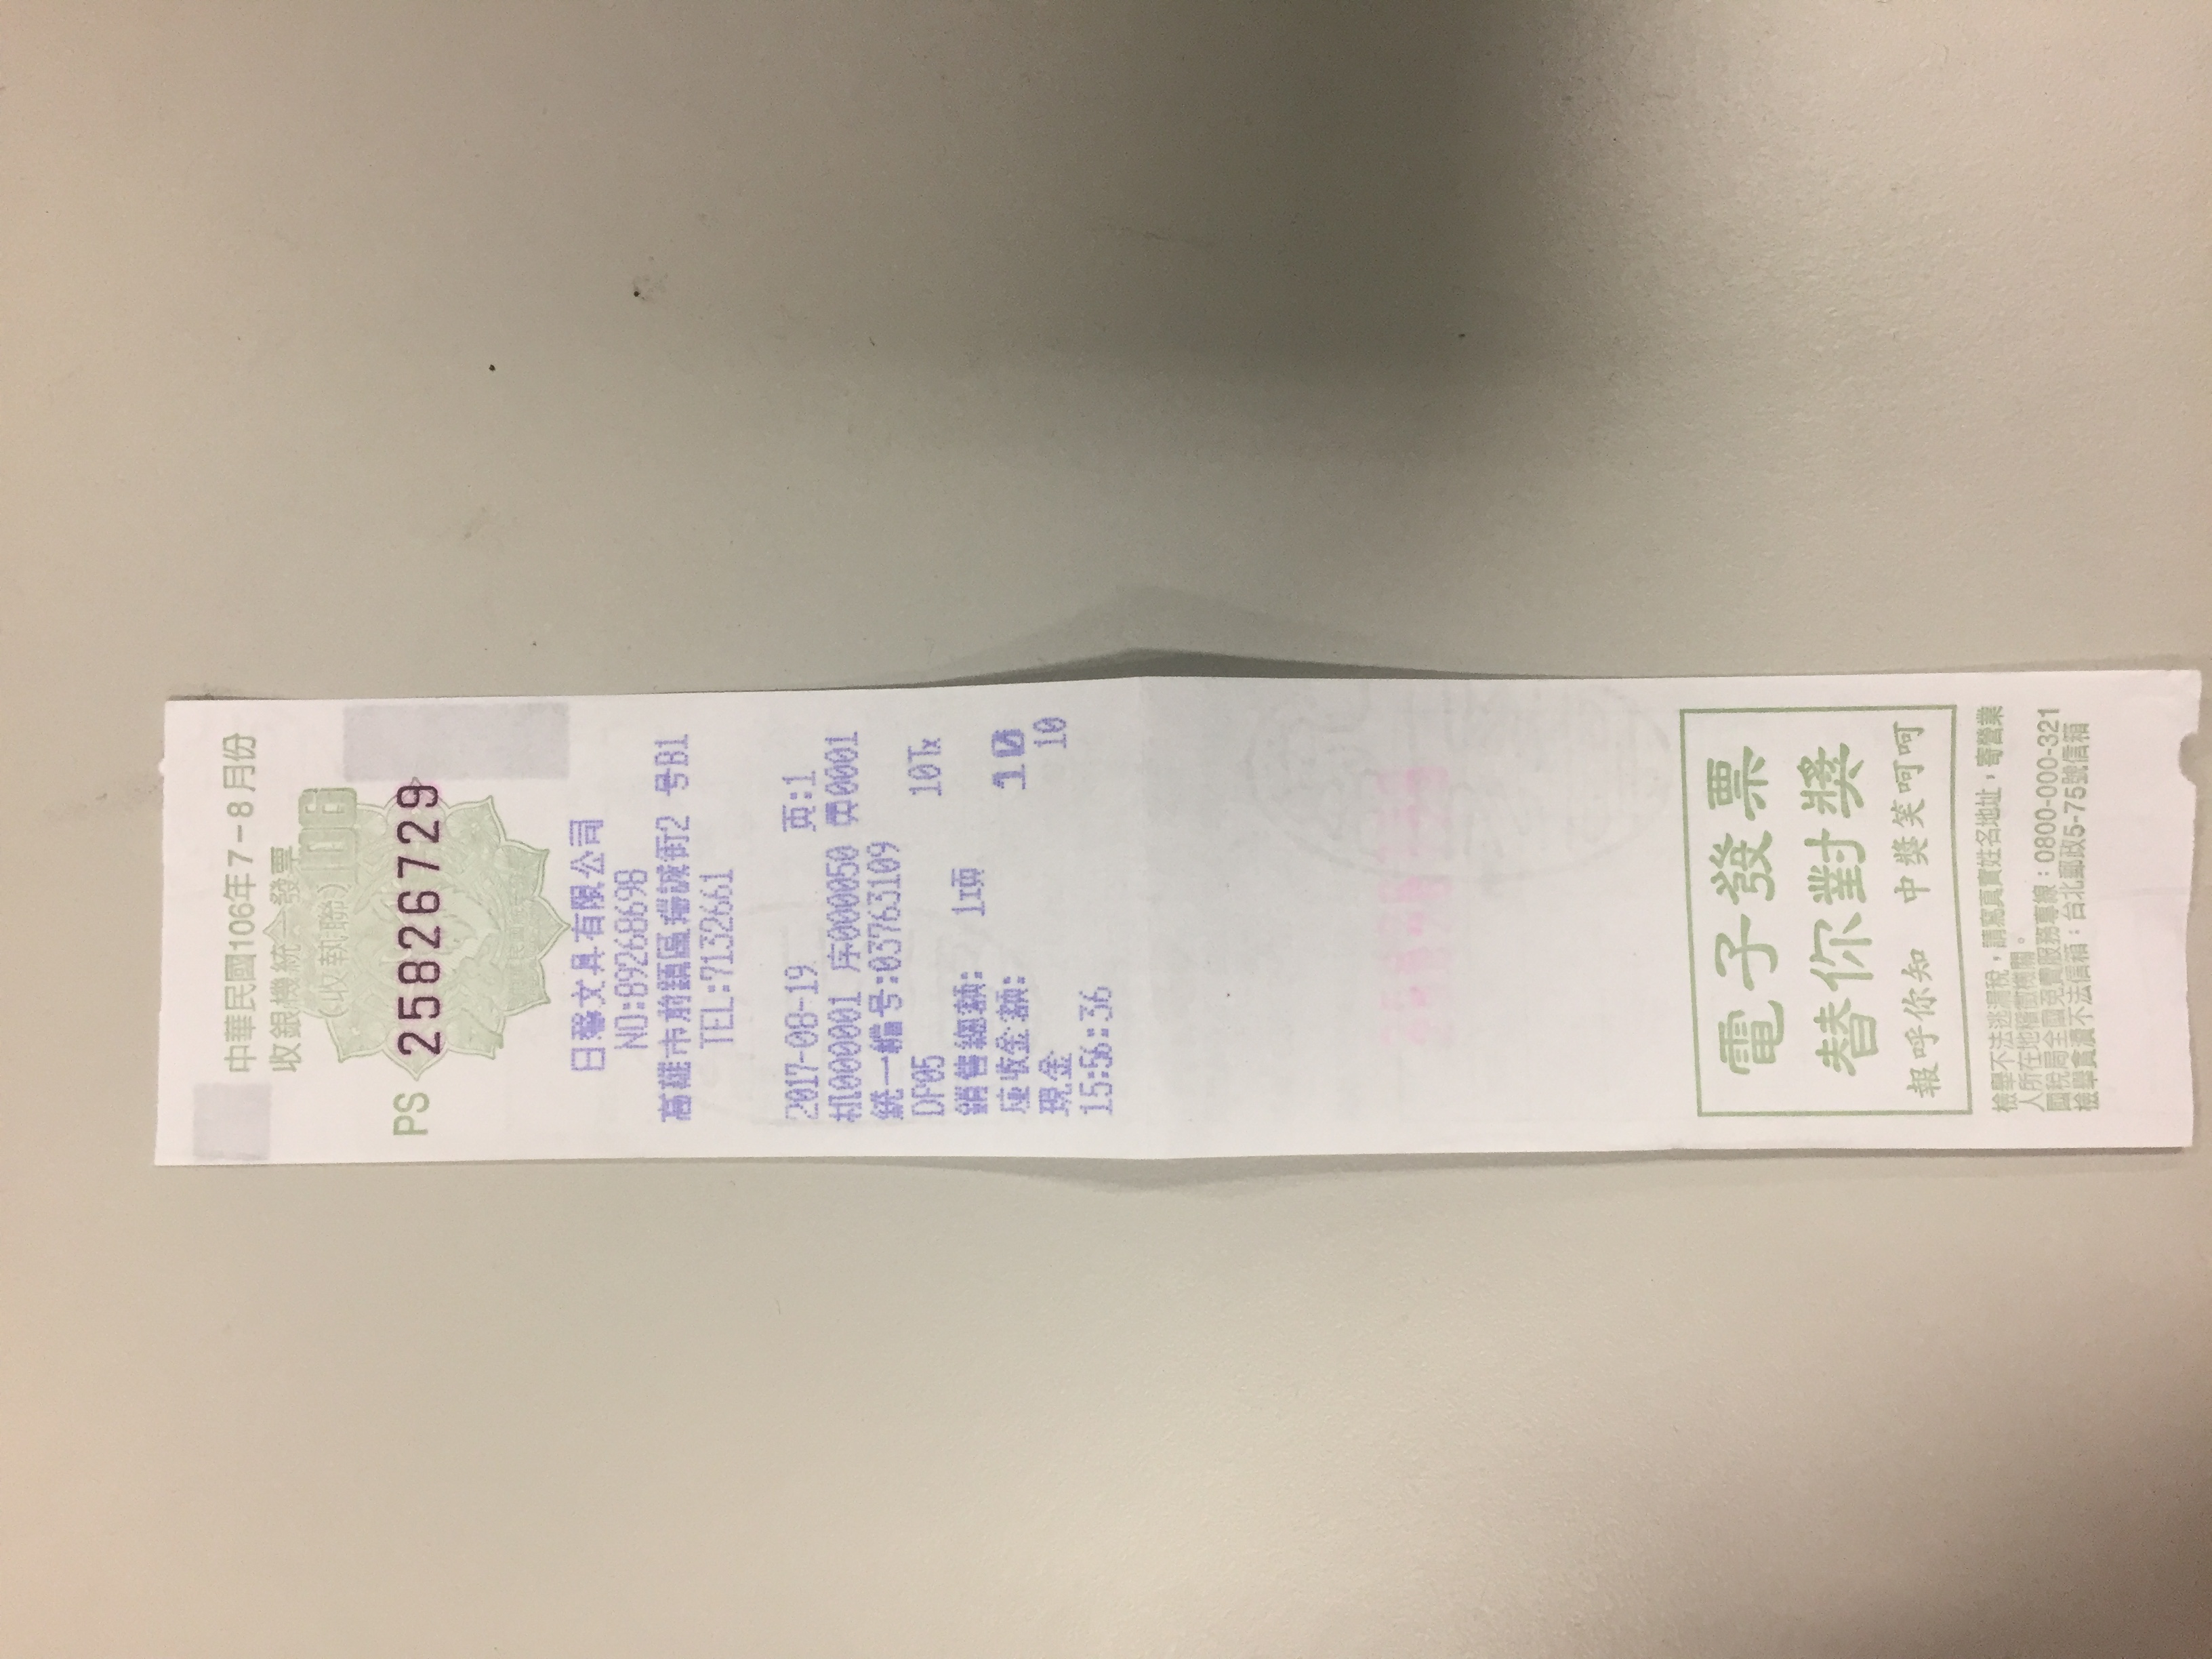 中華民國106年7-8月份
收銀機統一發票
(收執聯)106
PS 25826729
日馨文具有限公司
NO:89268698
高雄市前鎮區瑞誠街2 号B1
TEL:7132661
2017-08-19 頁:1
机000001 序000050 員0001
統一編号:03763109
DP05 10Tx
銷售總額: 1項
应收金額: 10
現金 10
15:56:36
電子發票
替你對獎
報呼你知 中獎笑呵呵
檢舉不法逃漏稅，請寫真實姓名地址，寄營業
人所在地稽徵機關。
國稅局全國免費服務專線：0800-000-321
檢舉貪瀆不法信箱：台北郵政5-75號信箱